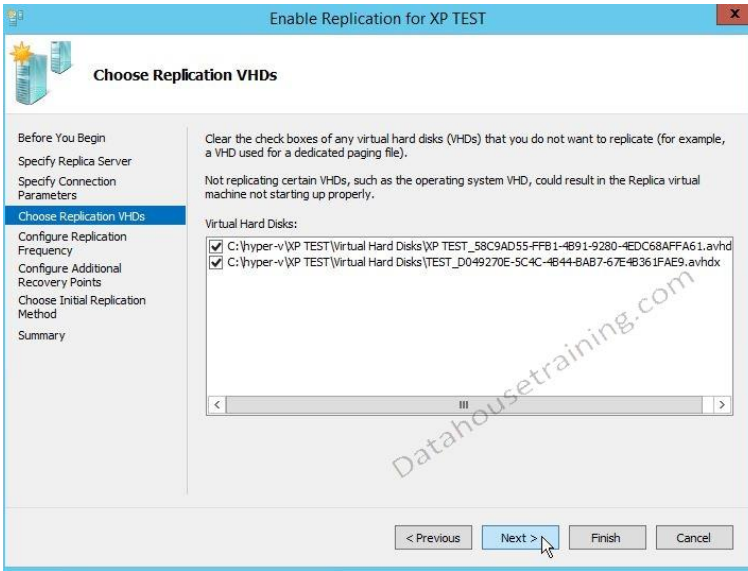 Enable Replication for XP TEST
x
Choose Replication VHDs
Before You Begin
Specify Replica Server
Specify Connection
Parameters
Choose Replication VHDs
Configure Replication
Frequency
Configure Additional
Recovery Points
Choose Initial Replication
Method
Summary
Clear the check boxes of any virtual hard disks (VHDs) that you do not want to replicate (for example,
a VHD used for a dedicated paging file).
Not replicating certain VHDs, such as the operating system VHD, could result in the Replica virtual
machine not starting up properly.
Virtual Hard Disks:
C:\hyper-v\XP TEST\Virtual Hard Disks\XP TEST_58C9AD55-FFB1-4B91-9280-4EDC68AFFA61.avhd
C:\hyper-v\XP TEST\Virtual Hard Disks\TEST_D049270E-5C4C-4B44-BAB7-67E4B361FAE9.avhdx
Datahousetraining.com
< Previous
Next >
Finish
Cancel